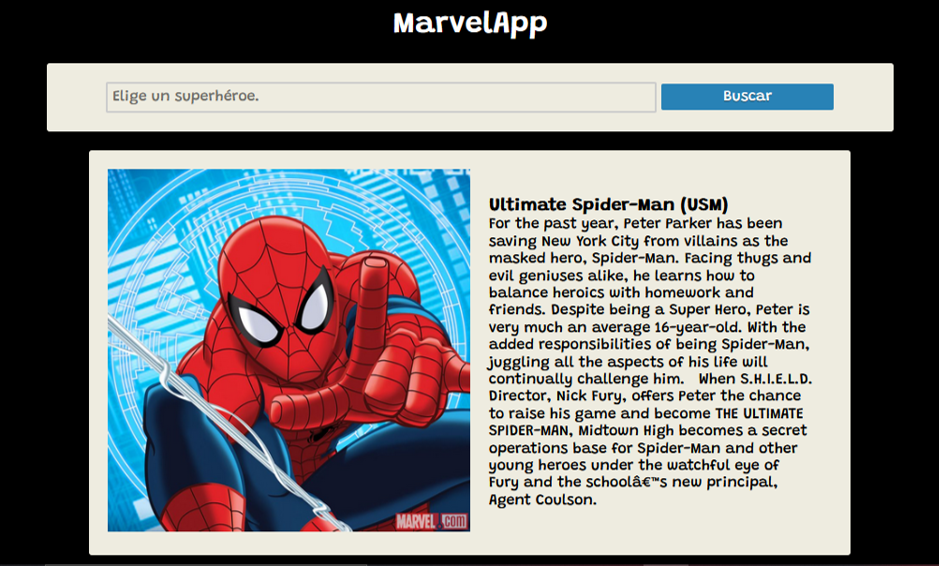 MarvelApp
Elige un superhéroe.
Buscar
Ultimate Spider-Man (USM)
For the past year, Peter Parker has been
saving New York City from villains as the
masked hero, Spider-Man. Facing thugs and
evil geniuses alike, he learns how to
balance heroics with homework and
friends. Despite being a Super Hero, Peter is
very much an average 16-year-old. With the
added responsibilities of being Spider-Man,
juggling all the aspects of his life will
continually challenge him.   When S.H.I.E.L.D.
Director, Nick Fury, offers Peter the chance
to raise his game and become THE ULTIMATE
SPIDER-MAN, Midtown High becomes a secret
operations base for Spider-Man and other
young heroes under the watchful eye of
Fury and the schoolâ€™s new principal,
Agent Coulson.
MARVEL.com